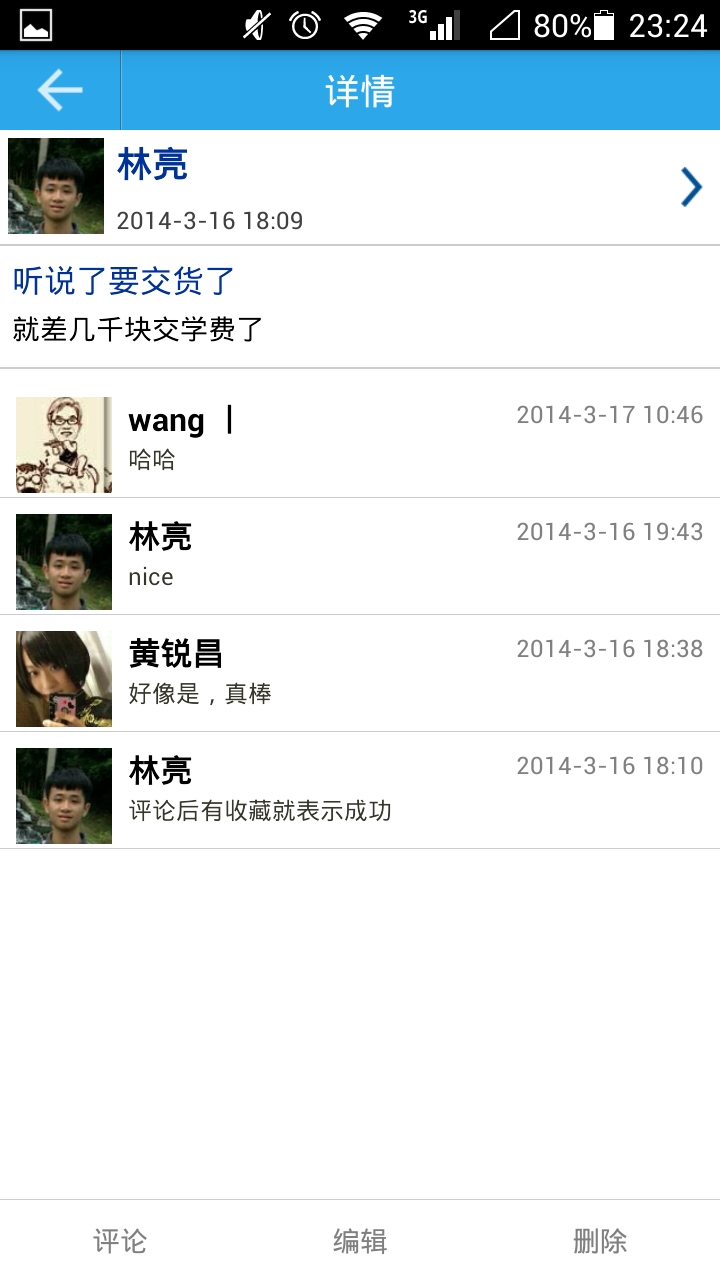 3G 80% 23:24
详情
林亮
2014-3-16 18:09
听说了要交货了
就差几千块交学费了
wang 丨 2014-3-17 10:46
哈哈
林亮 2014-3-16 19:43
nice
黄锐昌 2014-3-16 18:38
好像是，真棒
林亮 2014-3-16 18:10
评论后有收藏就表示成功
评论 编辑 删除